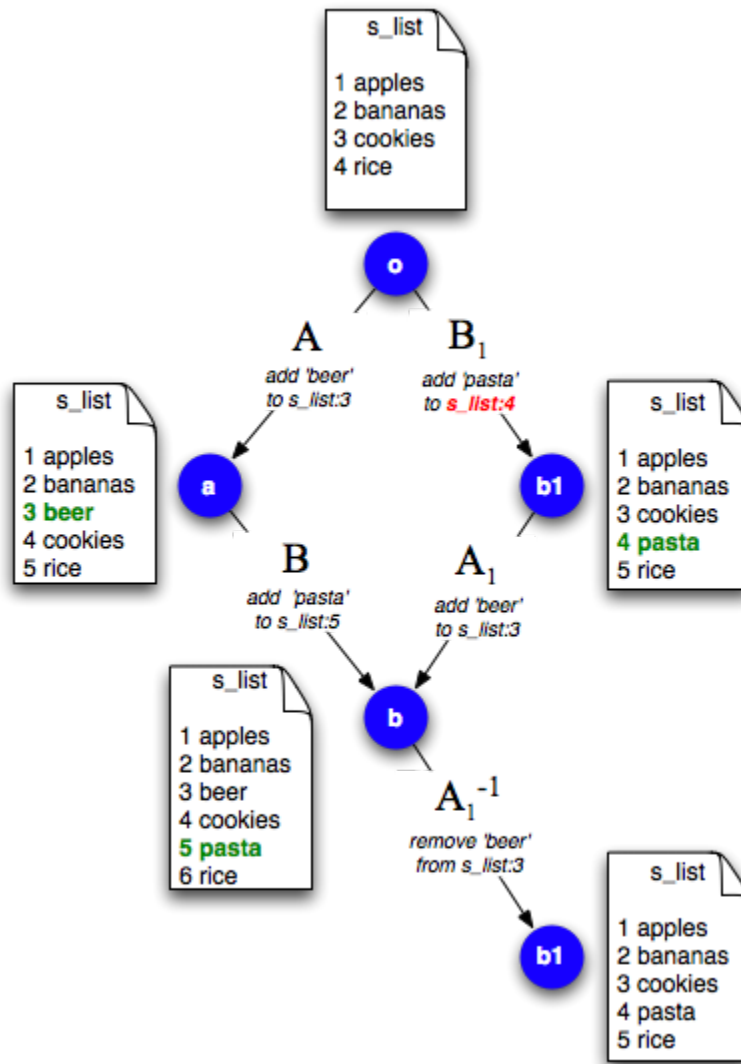 s_list
1 apples
2 bananas
3 cookies
4 rice
o
A
add 'beer'
to s_list:3
B1
add 'pasta'
to s_list:4
s_list
1 apples
2 bananas
3 beer
4 cookies
5 rice
a
b1
s_list
1 apples
2 bananas
3 cookies
4 pasta
5 rice
B
add 'pasta'
to s_list:5
A1
add 'beer'
to s_list:3
s_list
1 apples
2 bananas
3 beer
4 cookies
5 pasta
6 rice
b
A1-1
remove 'beer'
from s_list:3
b1
s_list
1 apples
2 bananas
3 cookies
4 pasta
5 rice